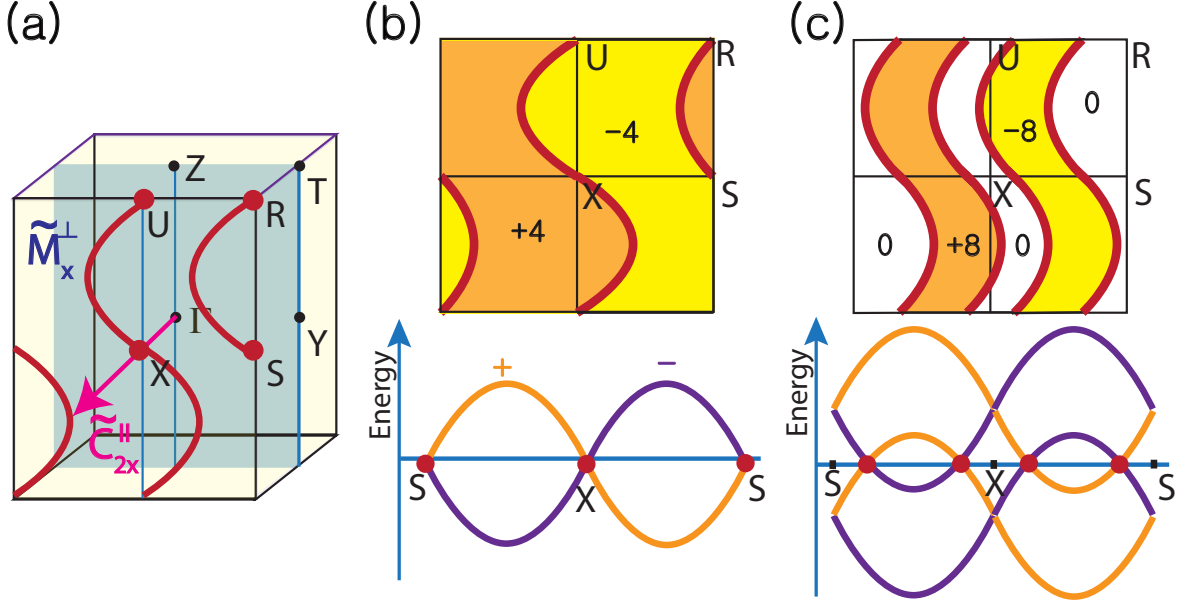 (a)
Z
T
U
R
M̃⊥x
Γ
Y
X
S
C̃∥2x
(b)
U
R
−4
X
S
+4
Energy
+
−
S
X
S
(c)
U
R
0
−8
X
S
0
+8
0
Energy
S
X
S